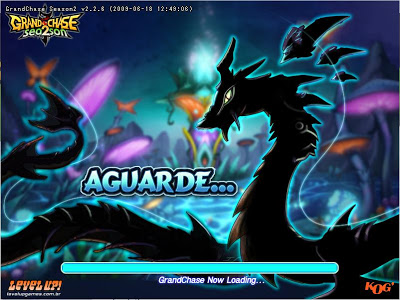 GrandChase Season2 v2.2.6 (2009-06-18 12:49:06)
GRAND CHASE
sea2son
AGUARDE...
GrandChase Now Loading...
LEVEL UP!
levelupgames.com.br
KOG